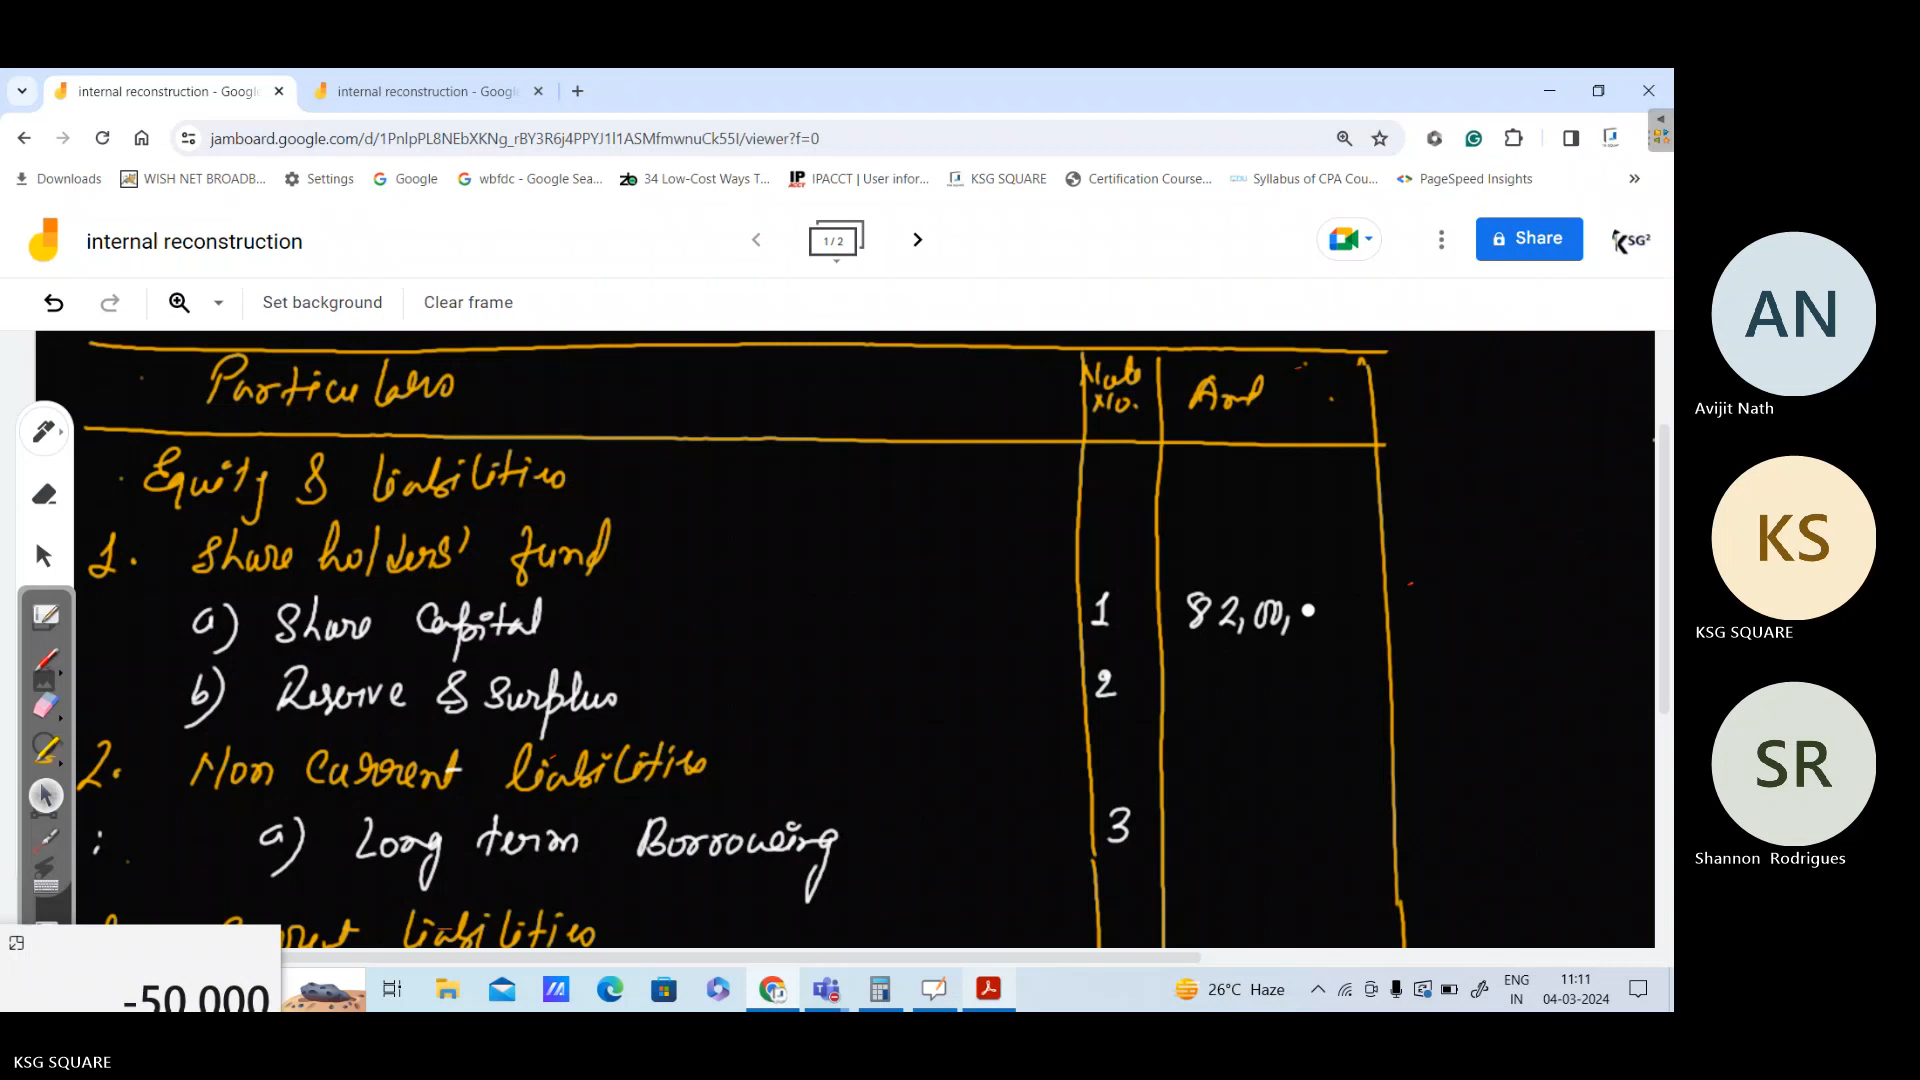 internal reconstruction - Google
internal reconstruction - Googl
jamboard.google.com/d/1PnlpPL8NEbXKNg_rBY3R6j4PPYJ1l1ASMfmwnuCk55I/viewer?f=0
Downloads WISH NET BROADB... Settings Google wbfdc - Google Sea... 34 Low-Cost Ways T... IPACCT | User infor... KSG SQUARE Certification Course... Syllabus of CPA Cou... PageSpeed Insights
internal reconstruction
1 / 2
Share
KSG²
Set background Clear frame
Particulars Note No. Amt
Equity & liabilities
1. Share holders' fund
a) Share Capital 1 82,00,
b) Reserve & Surplus 2
2. Non Current liabilities
a) Long term Borrowing 3
liabilities
-50,000
26°C Haze
ENG
IN
11:11
04-03-2024
AN
Avijit Nath
KS
KSG SQUARE
SR
Shannon Rodrigues
KSG SQUARE